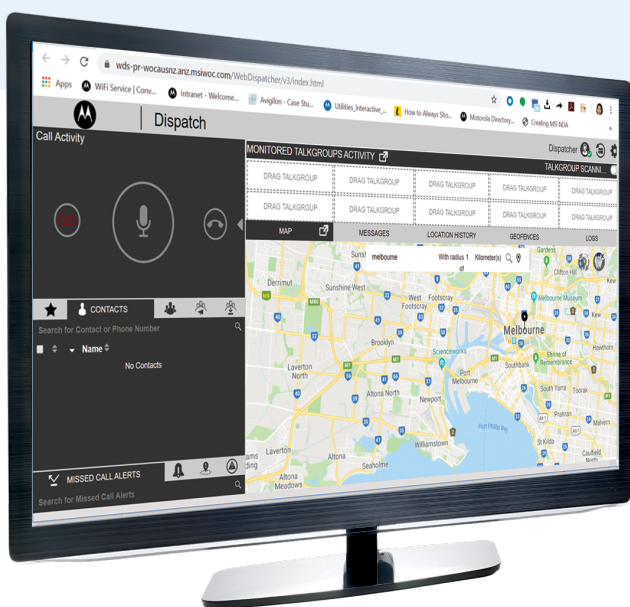 wds-pr-wocausnz.anz.msiwoc.com/WebDispatcher/v3/index.html
Apps WiFi Service | Conv... Intranet - Welcome... Avigilon - Case Stu... Utilities_Interactive_... How to Always Sho... Motorola Directory... Creating MSI NDA »
Dispatch
Dispatcher
Call Activity
MONITORED TALKGROUPS ACTIVITY
TALKGROUP SCANNI...
DRAG TALKGROUP DRAG TALKGROUP DRAG TALKGROUP DRAG TALKGROUP DRAG TALKGROUP
DRAG TALKGROUP DRAG TALKGROUP DRAG TALKGROUP DRAG TALKGROUP DRAG TALKGROUP
MAP MESSAGES LOCATION HISTORY GEOFENCES LOGS
melbourne With radius 1 Kilometer(s)
of
CONTACTS
Search for Contact or Phone Number
Name
No Contacts
MISSED CALL ALERTS
Search for Missed Call Alerts
Gardens
Clifton Hill
Kew
Derrimut
Sunshine West
West Footscray
Footscray
Melbourne Museum
Melbourne
Hawthorn
Brooklyn
Scienceworks
Shrine of
Remembrance
Southbank
Laverton
North
Port
Melbourne
South Yarra
Toorak
Altona North
Newport
Prahran
Malvern
Port Phillip Bay
Williamstown
St Kilda
Caulfield
North
Laverton
Altona
Seaholme
Altona
Meadows